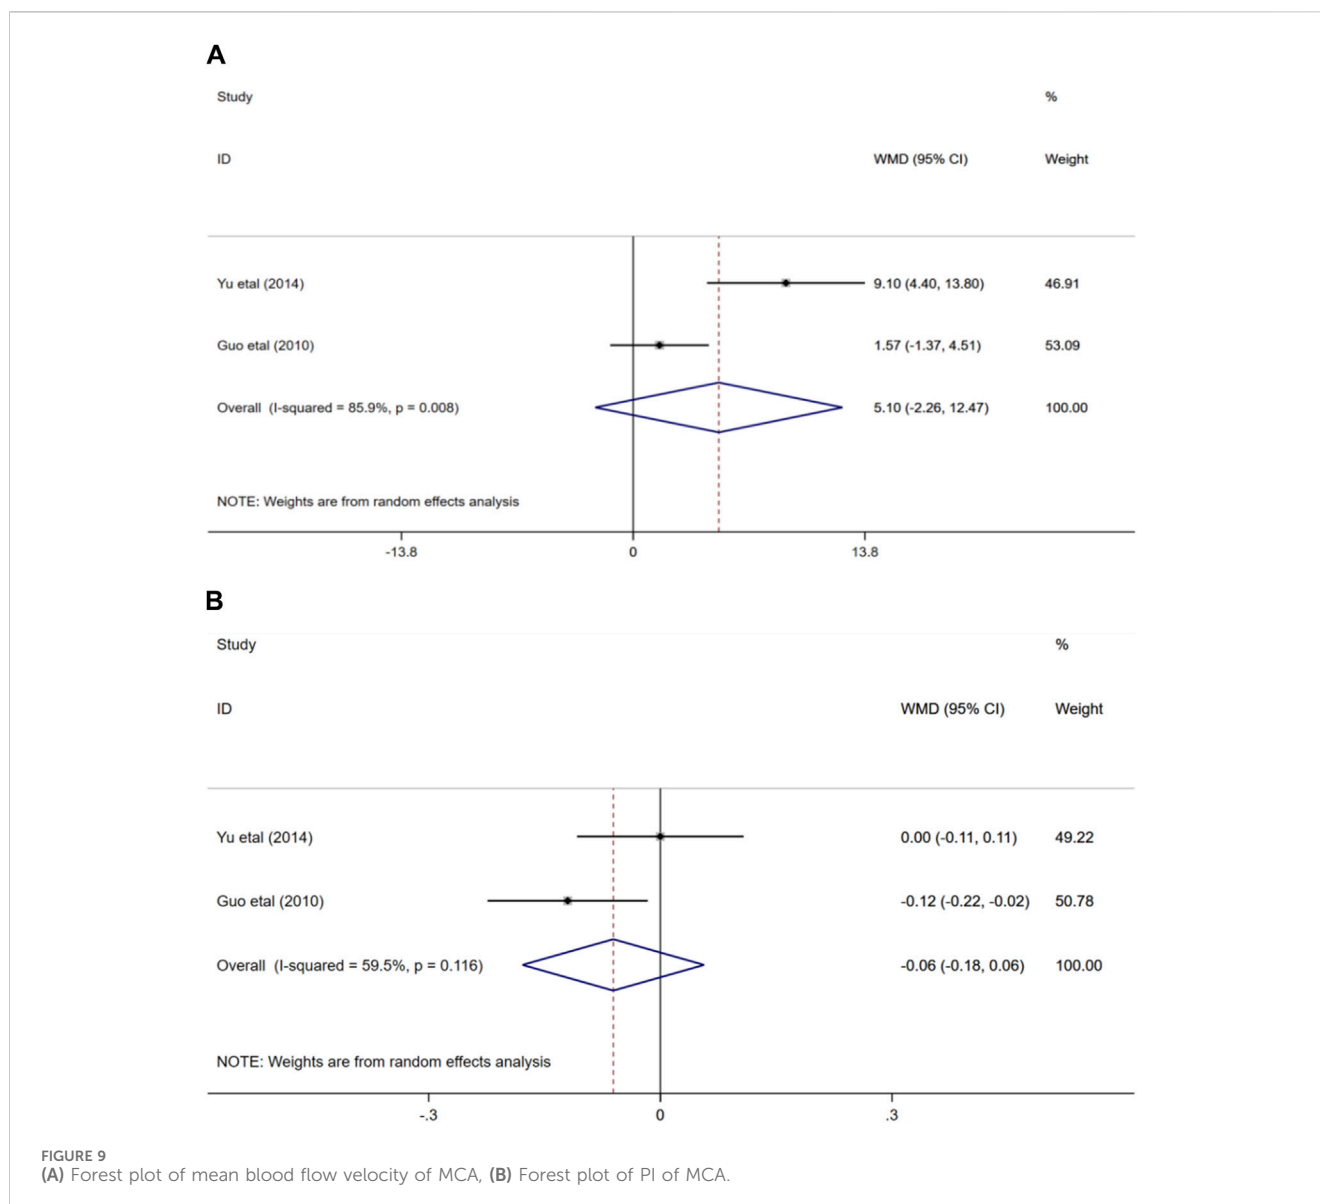 A
Study %
ID WMD (95% CI) Weight
Yu etal (2014) 9.10 (4.40, 13.80) 46.91
Guo etal (2010) 1.57 (-1.37, 4.51) 53.09
Overall (I-squared = 85.9%, p = 0.008) 5.10 (-2.26, 12.47) 100.00
NOTE: Weights are from random effects analysis
-13.8 0 13.8
B
Study %
ID WMD (95% CI) Weight
Yu etal (2014) 0.00 (-0.11, 0.11) 49.22
Guo etal (2010) -0.12 (-0.22, -0.02) 50.78
Overall (I-squared = 59.5%, p = 0.116) -0.06 (-0.18, 0.06) 100.00
NOTE: Weights are from random effects analysis
-.3 0 .3
FIGURE 9
(A) Forest plot of mean blood flow velocity of MCA, (B) Forest plot of PI of MCA.